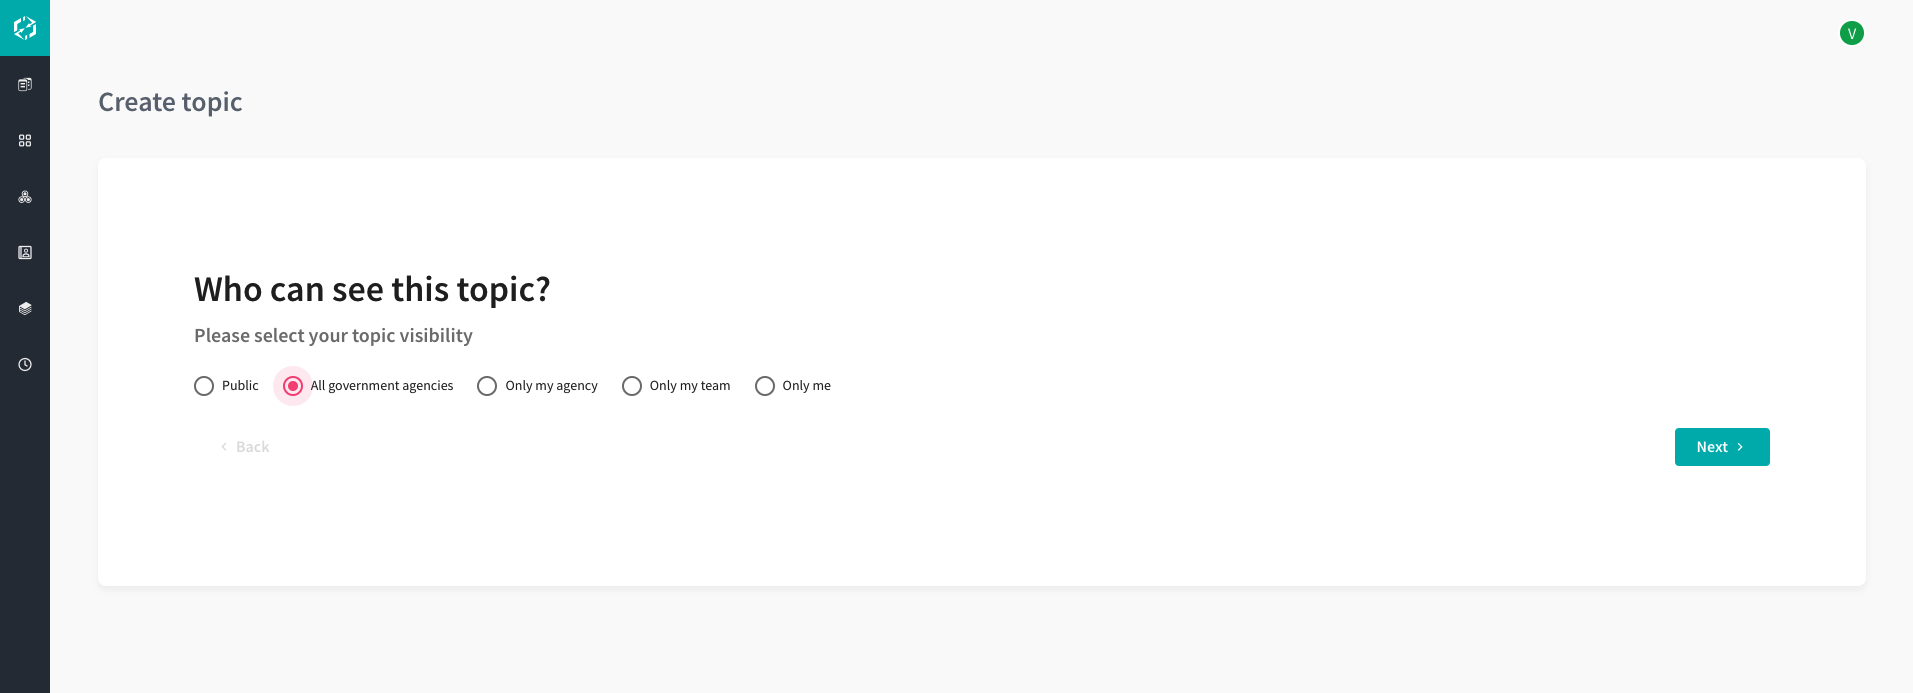 V
Create topic
Who can see this topic?
Please select your topic visibility
Public All government agencies Only my agency Only my team Only me
Back Next